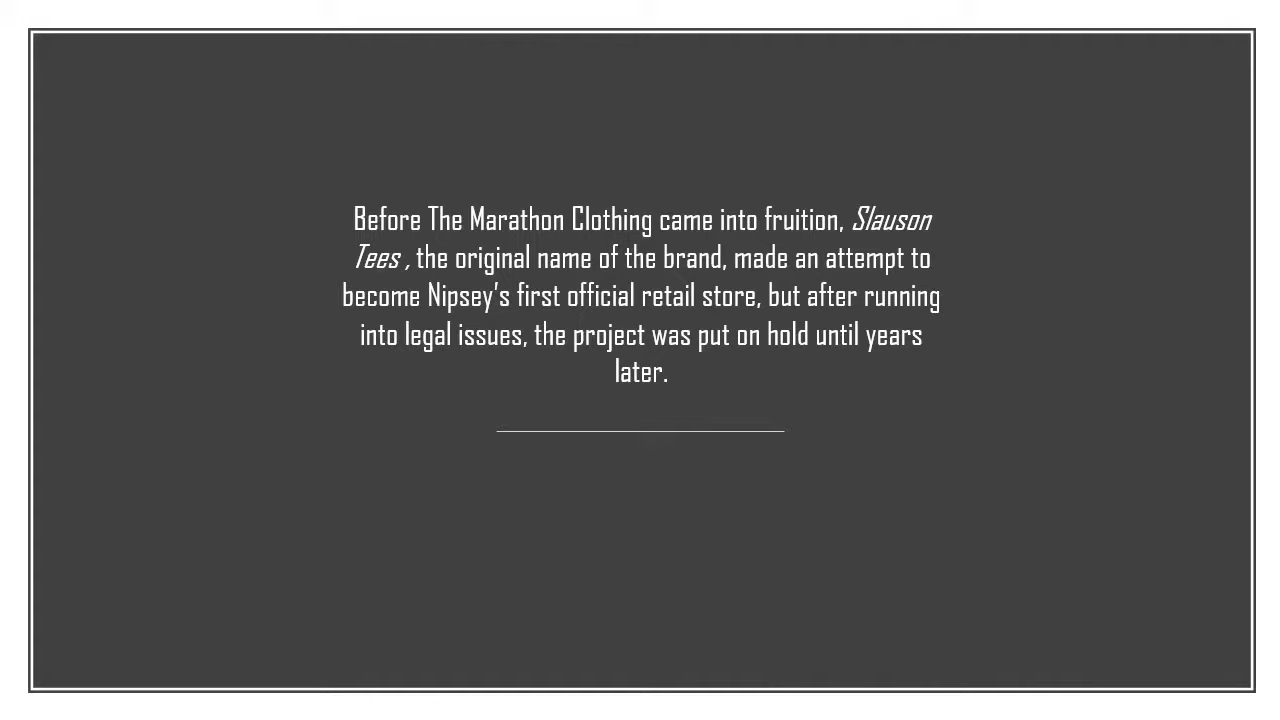 Before The Marathon Clothing came into fruition, Slauson
Tees , the original name of the brand, made an attempt to
become Nipsey's first official retail store, but after running
into legal issues, the project was put on hold until years
later.